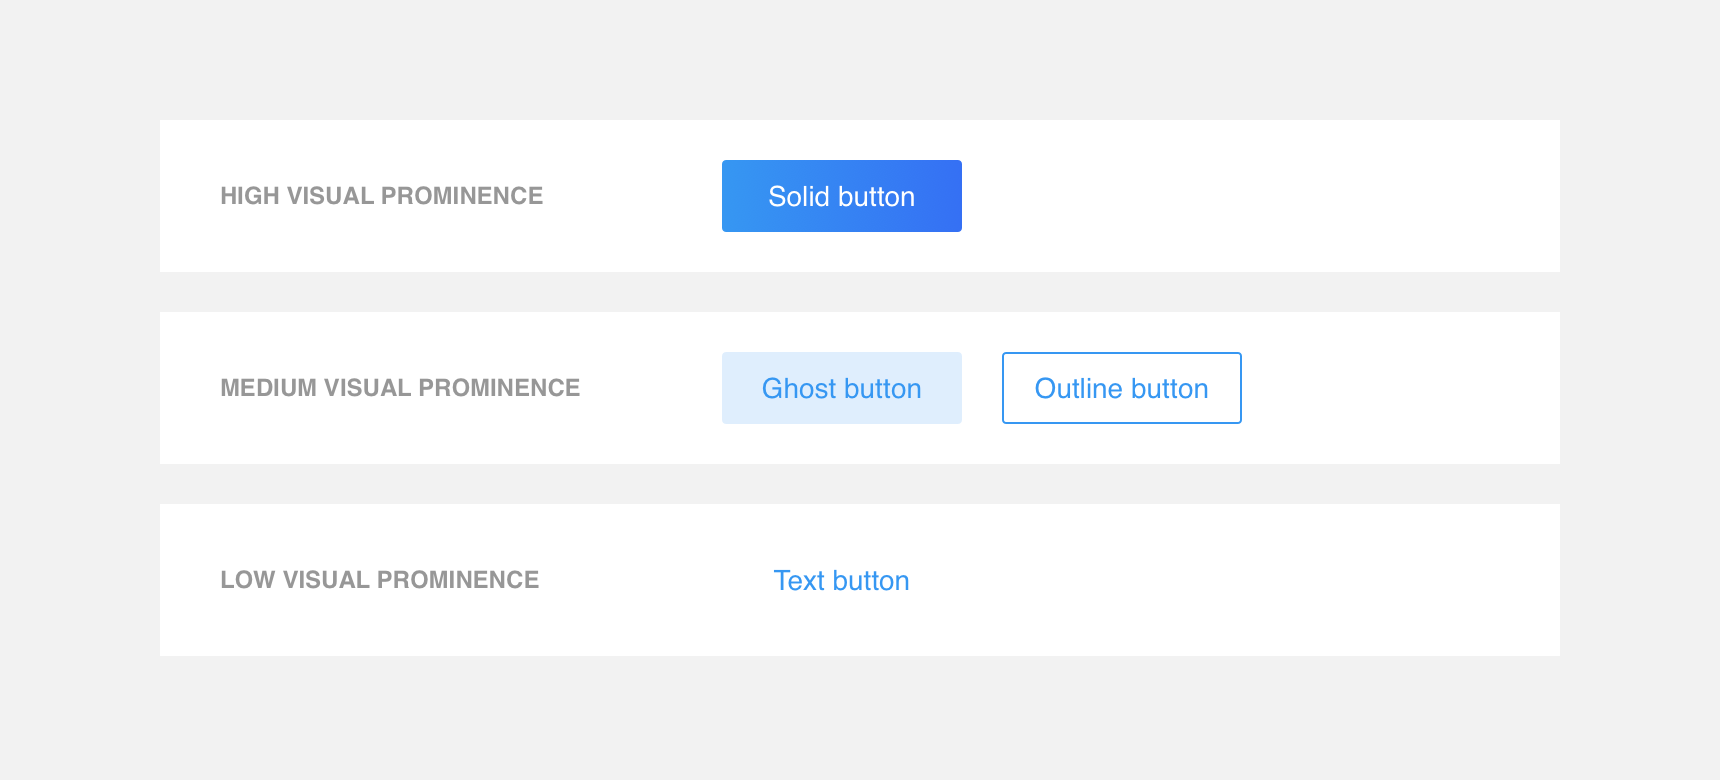 HIGH VISUAL PROMINENCE
Solid button
MEDIUM VISUAL PROMINENCE
Ghost button
Outline button
LOW VISUAL PROMINENCE
Text button